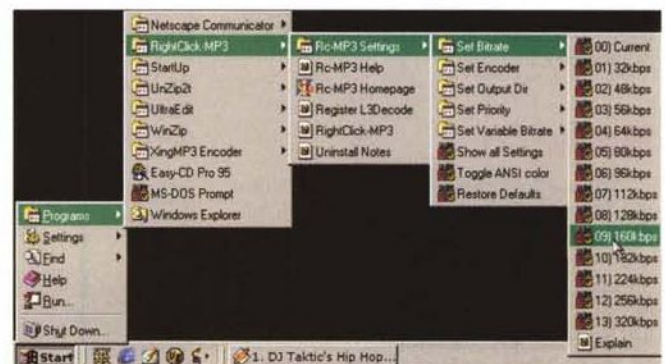 Netscape Communicator
RightClick-MP3
StartUp
UnZip2t
UltraEdit
WinZip
XingMP3 Encoder
Easy-CD Pro 95
MS-DOS Prompt
Windows Explorer
Rc-MP3 Settings
Rc-MP3 Help
Rc-MP3 Homepage
Register L3Decode
RightClick-MP3
Uninstall Notes
Set Bitrate
Set Encoder
Set Output Dir
Set Priority
Set Variable Bitrate
Show all Settings
Toggle ANSI color
Restore Defaults
00) Current
01) 32kbps
02) 48kbps
03) 56kbps
04) 64kbps
05) 80kbps
06) 96kbps
07) 112kbps
08) 128kbps
09) 160kbps
10) 192kbps
11) 224kbps
12) 256kbps
13) 320kbps
Explain
Programs
Settings
Find
Help
Run...
Shut Down...
Start
1. DJ Taktic's Hip Hop...